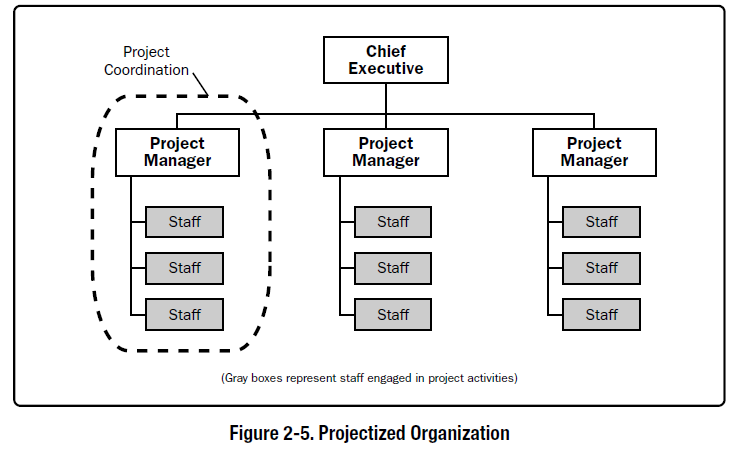 Project
Coordination
Chief
Executive
Project
Manager
Project
Manager
Project
Manager
Staff
Staff
Staff
Staff
Staff
Staff
Staff
Staff
Staff
(Gray boxes represent staff engaged in project activities)
Figure 2-5. Projectized Organization